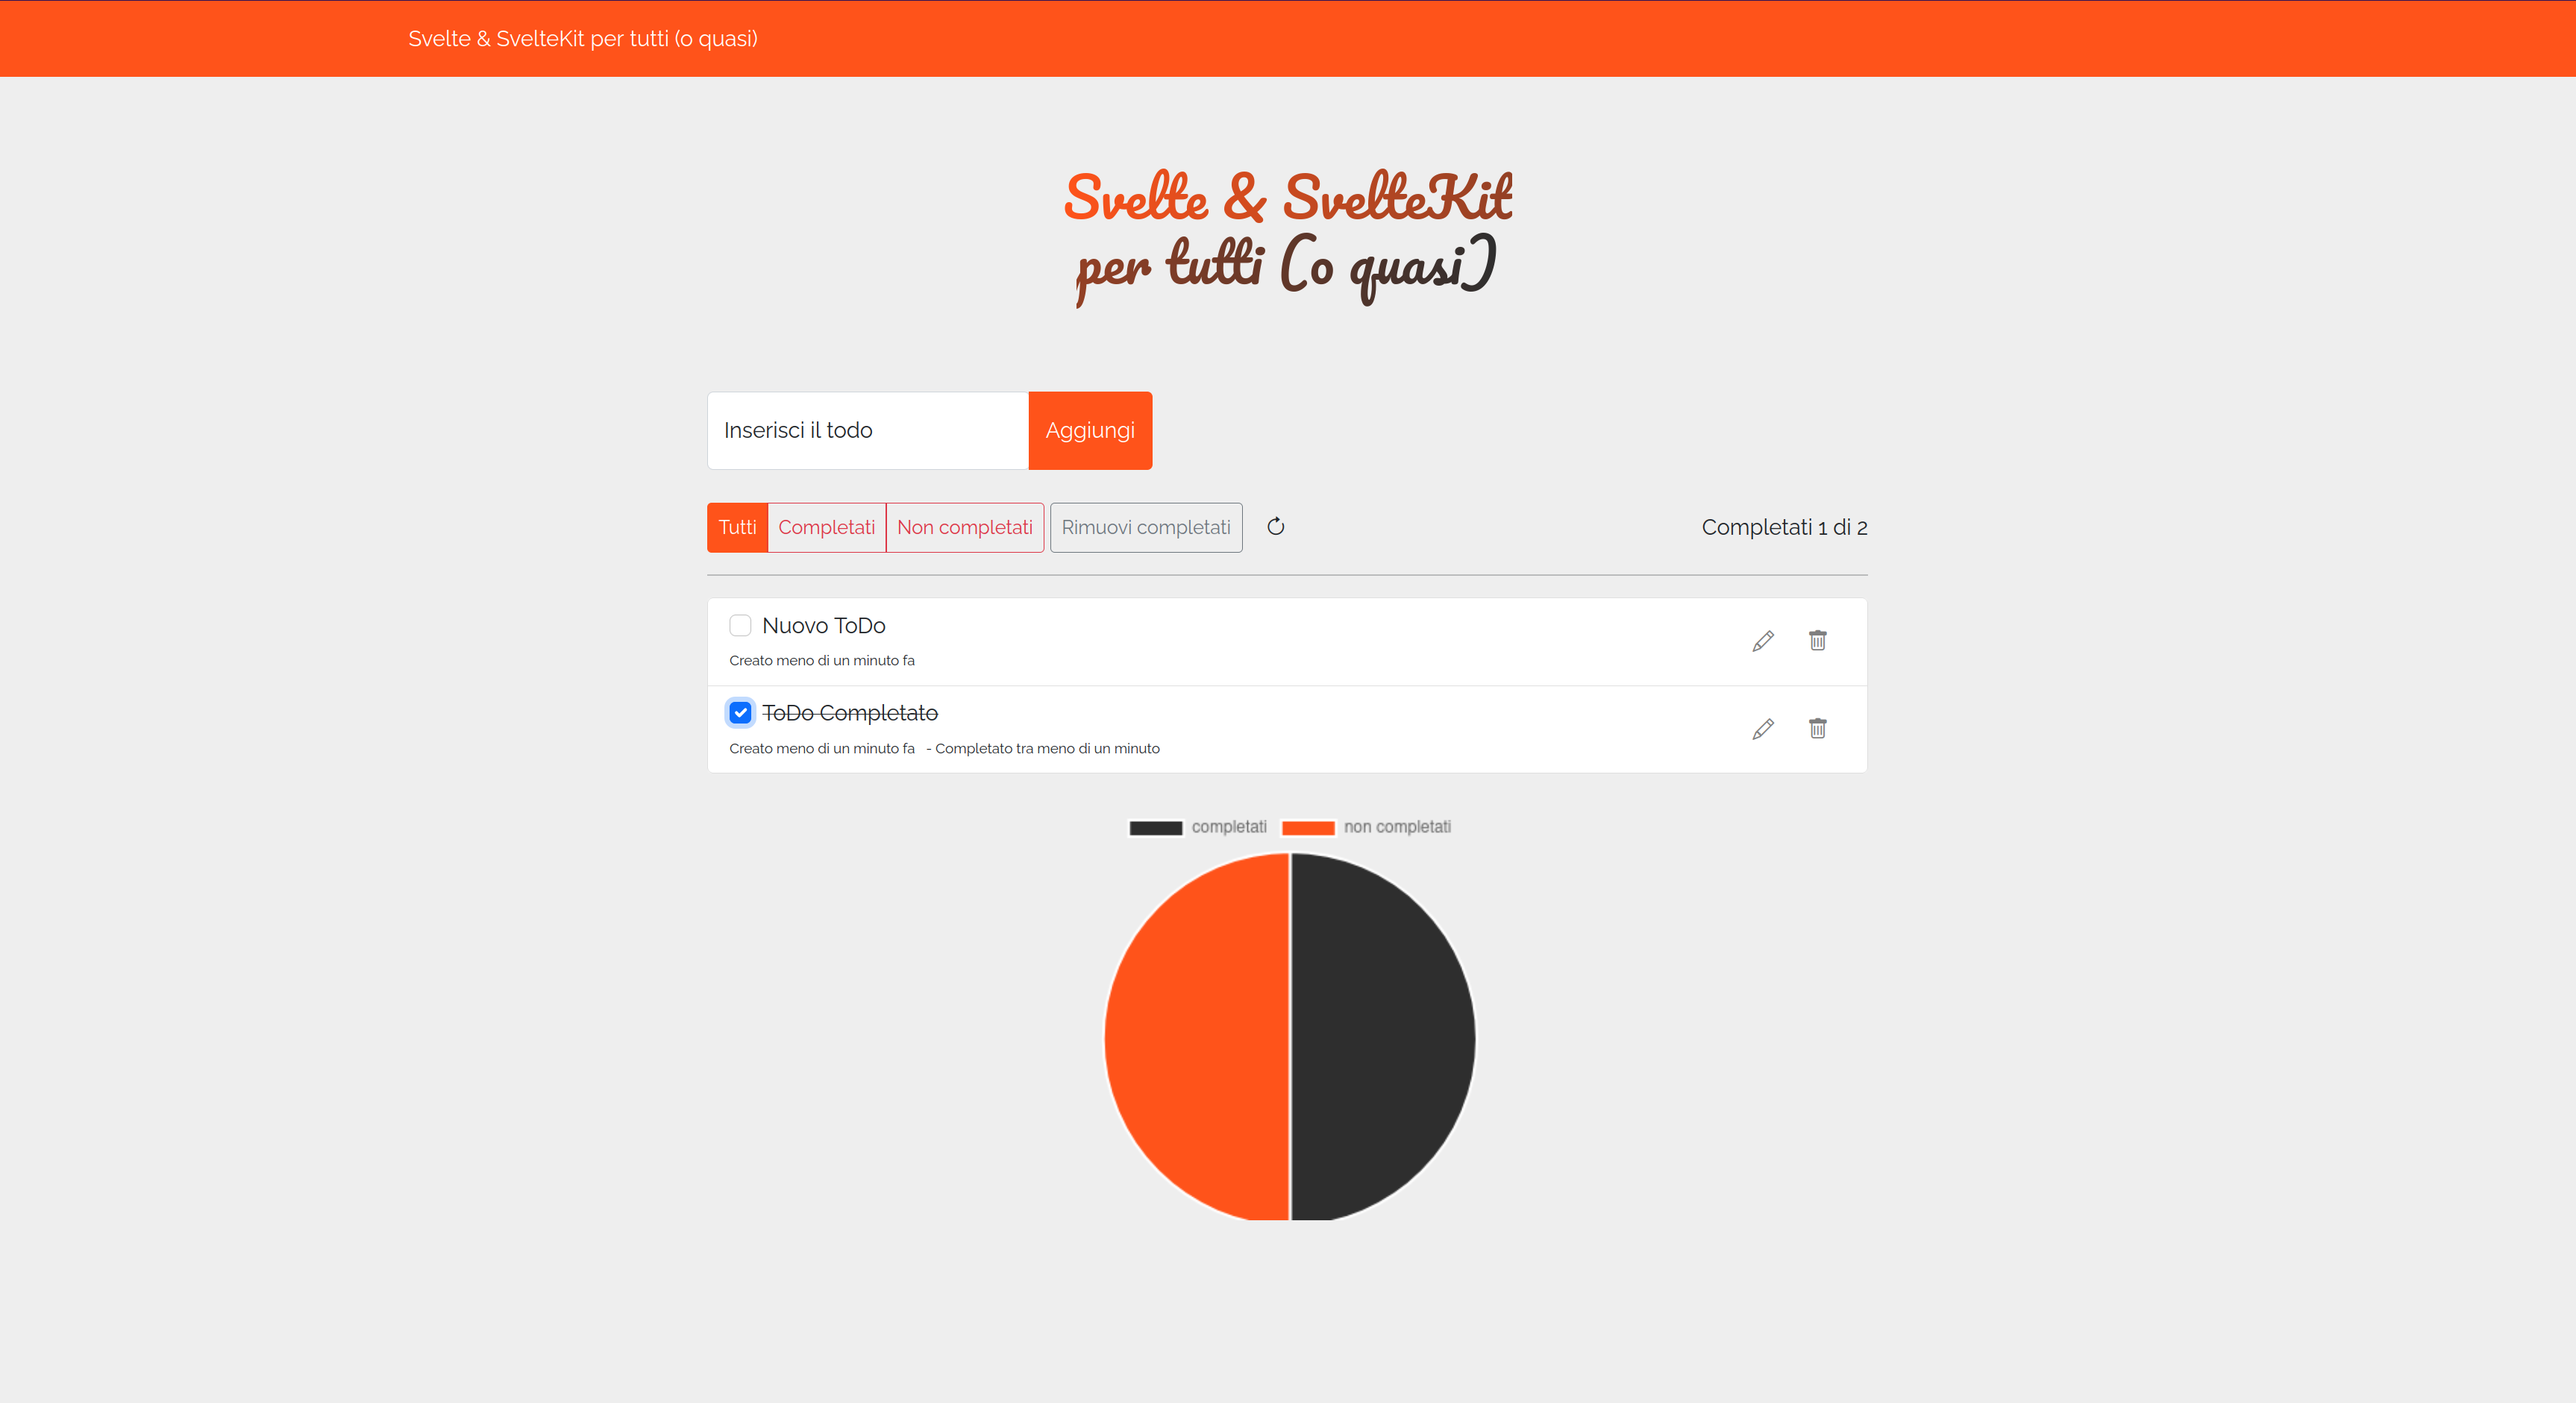 Svelte & SvelteKit per tutti (o quasi)
Svelte & SvelteKit
per tutti (o quasi)
Inserisci il todo
Aggiungi
Tutti
Completati
Non completati
Rimuovi completati
Completati 1 di 2
Nuovo ToDo
Creato meno di un minuto fa
ToDo Completato
Creato meno di un minuto fa - Completato tra meno di un minuto
completati
non completati